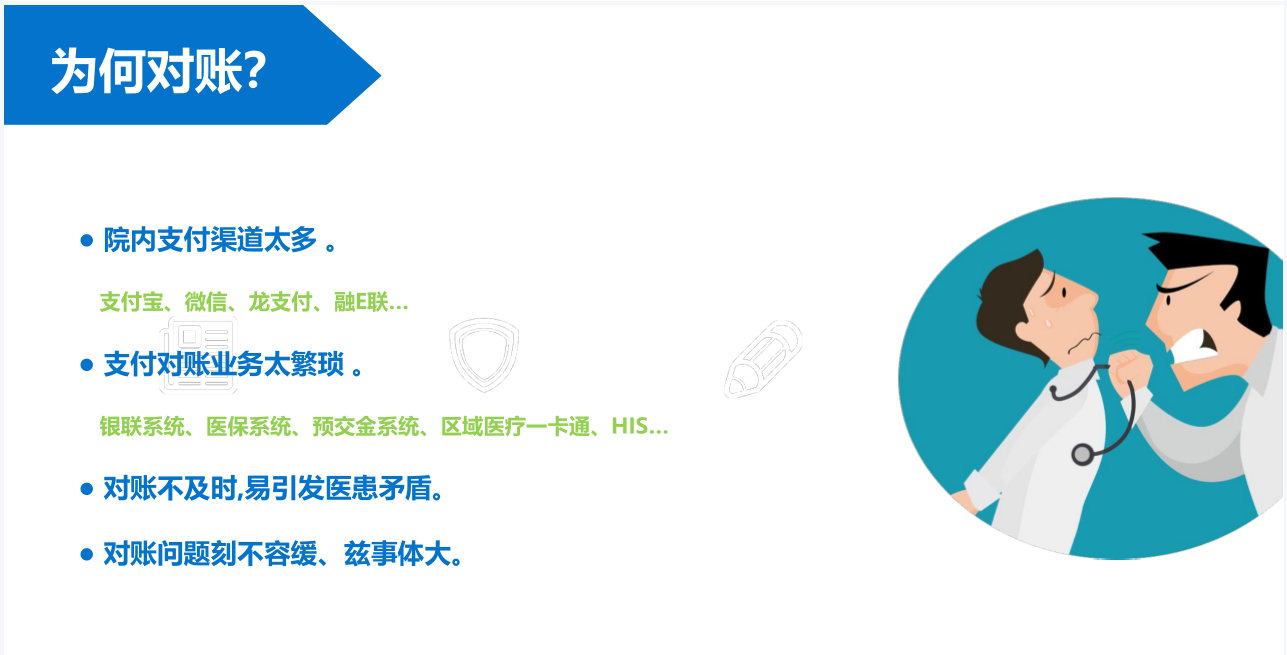 为何对账?
● 院内支付渠道太多 。
支付宝、微信、龙支付、融E联...
● 支付对账业务太繁琐 。
银联系统、医保系统、预交金系统、区域医疗一卡通、HIS...
● 对账不及时,易引发医患矛盾。
● 对账问题刻不容缓、兹事体大。